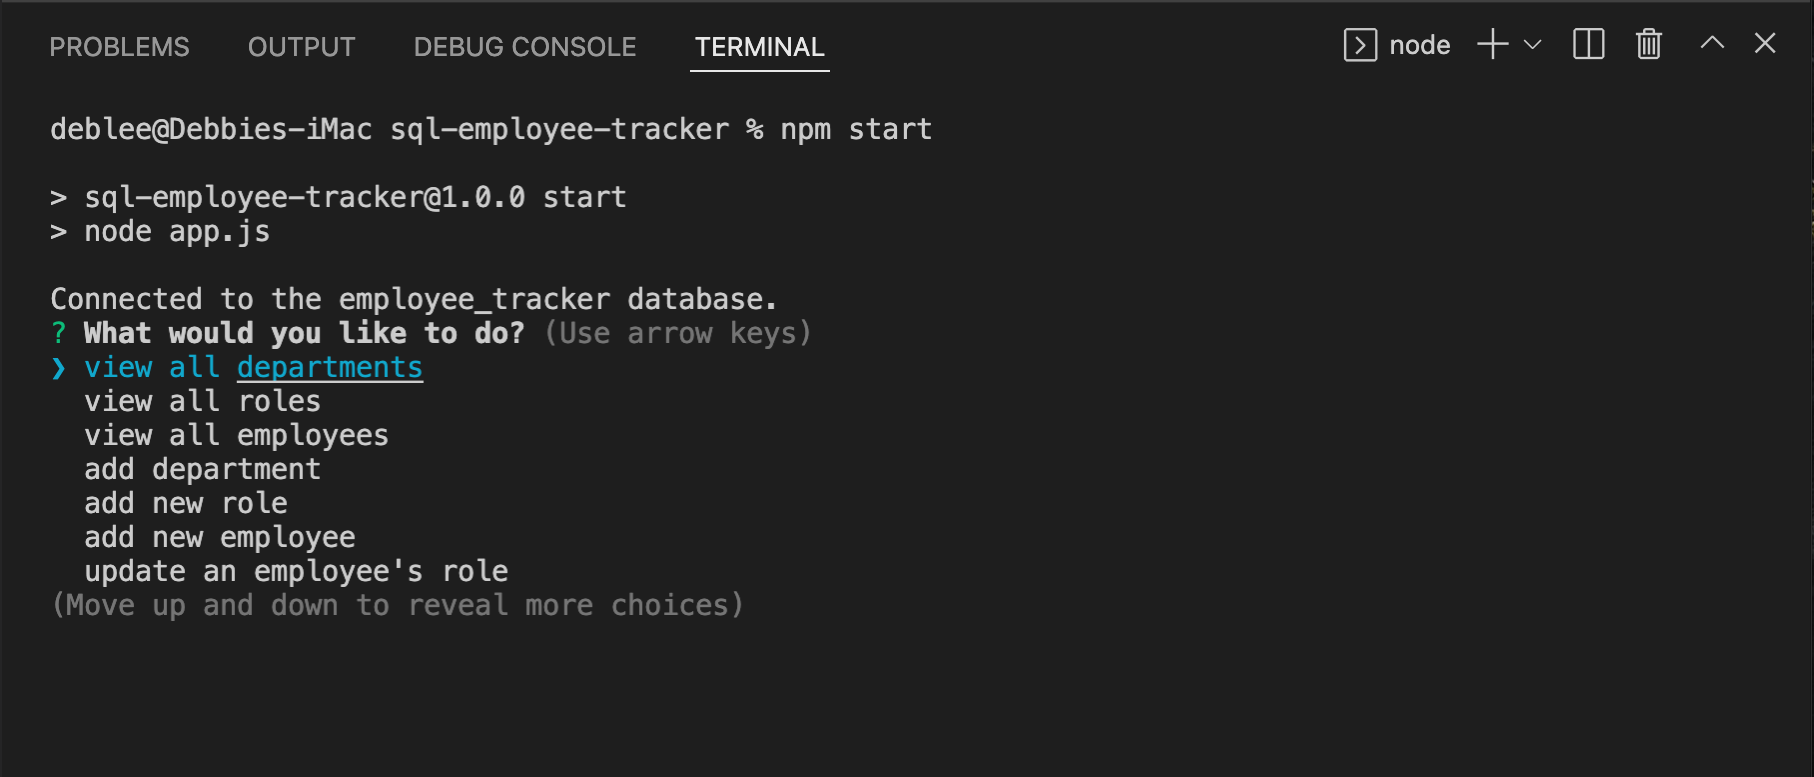 PROBLEMS OUTPUT DEBUG CONSOLE TERMINAL node
deblee@Debbies-iMac sql-employee-tracker % npm start
> sql-employee-tracker@1.0.0 start
> node app.js
Connected to the employee_tracker database.
? What would you like to do? (Use arrow keys)
❯ view all departments
view all roles
view all employees
add department
add new role
add new employee
update an employee's role
(Move up and down to reveal more choices)